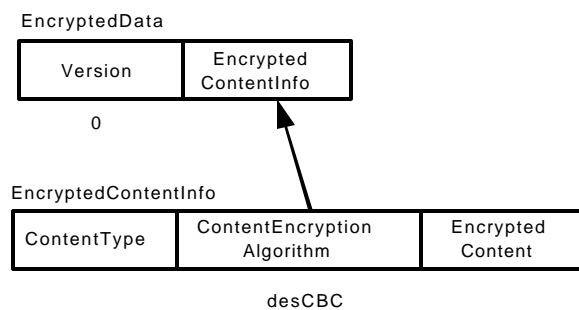 EncryptedData
Version
Encrypted
ContentInfo
0
EncryptedContentInfo
ContentType
ContentEncryption
Algorithm
Encrypted
Content
desCBC